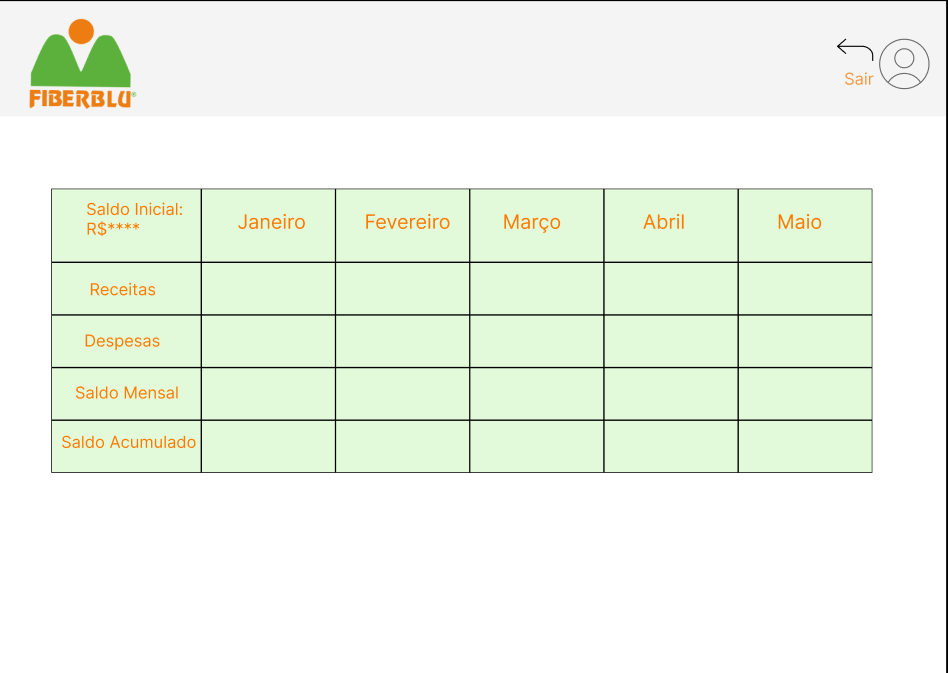 FIBERBLU®
Sair
Saldo Inicial:
R$****
Janeiro
Fevereiro
Março
Abril
Maio
Receitas
Despesas
Saldo Mensal
Saldo Acumulado